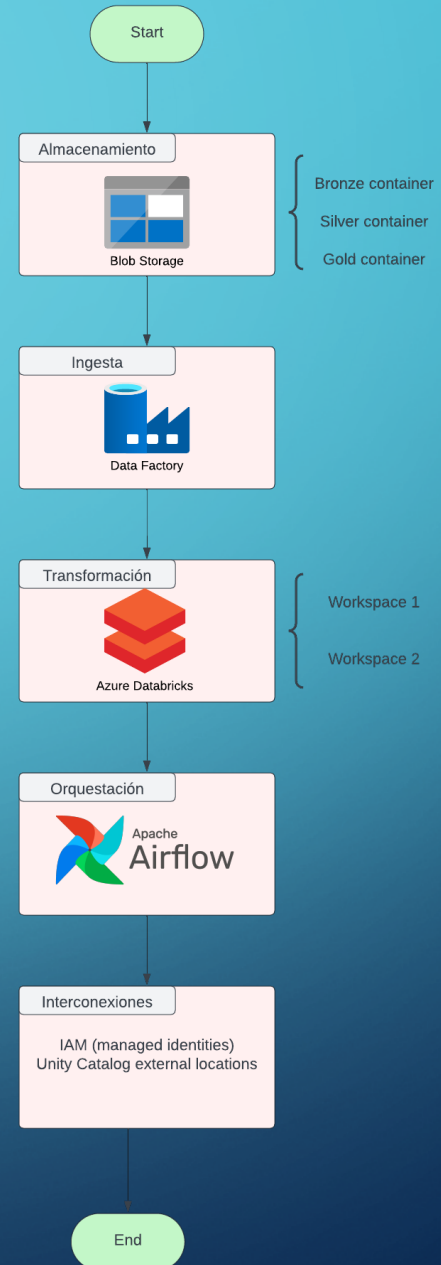 Start
Almacenamiento
Blob Storage
Bronze container
Silver container
Gold container
Ingesta
Data Factory
Transformación
Azure Databricks
Workspace 1
Workspace 2
Orquestación
Apache
Airflow
Interconexiones
IAM (managed identities)
Unity Catalog external locations
End